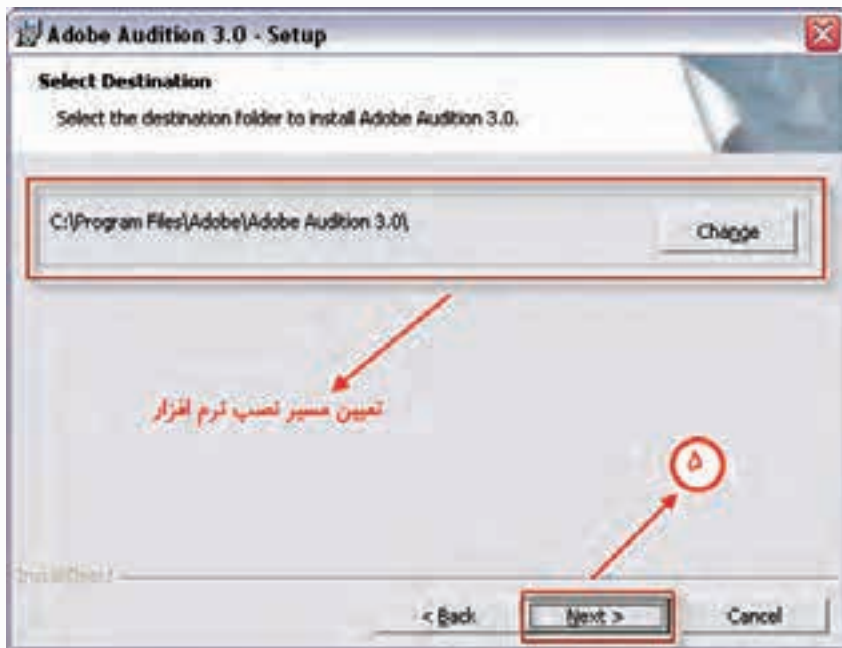 Adobe Audition 3.0 - Setup
Select Destination
Select the destination folder to install Adobe Audition 3.0.
C:\Program Files\Adobe\Adobe Audition 3.0\
Change
تعیین مسیر نصب نرم افزار
۵
InstallShield
< Back
Next >
Cancel